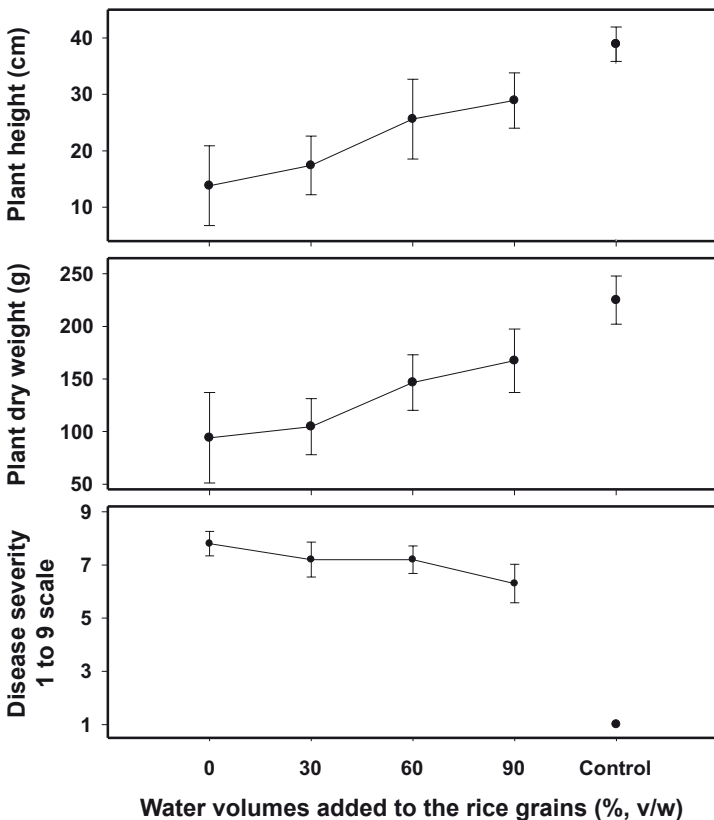 Plant height (cm)
40
30
20
10
Plant dry weight (g)
250
200
150
100
50
Disease severity
1 to 9 scale
9
7
5
3
1
0 30 60 90 Control
Water volumes added to the rice grains (%, v/w)